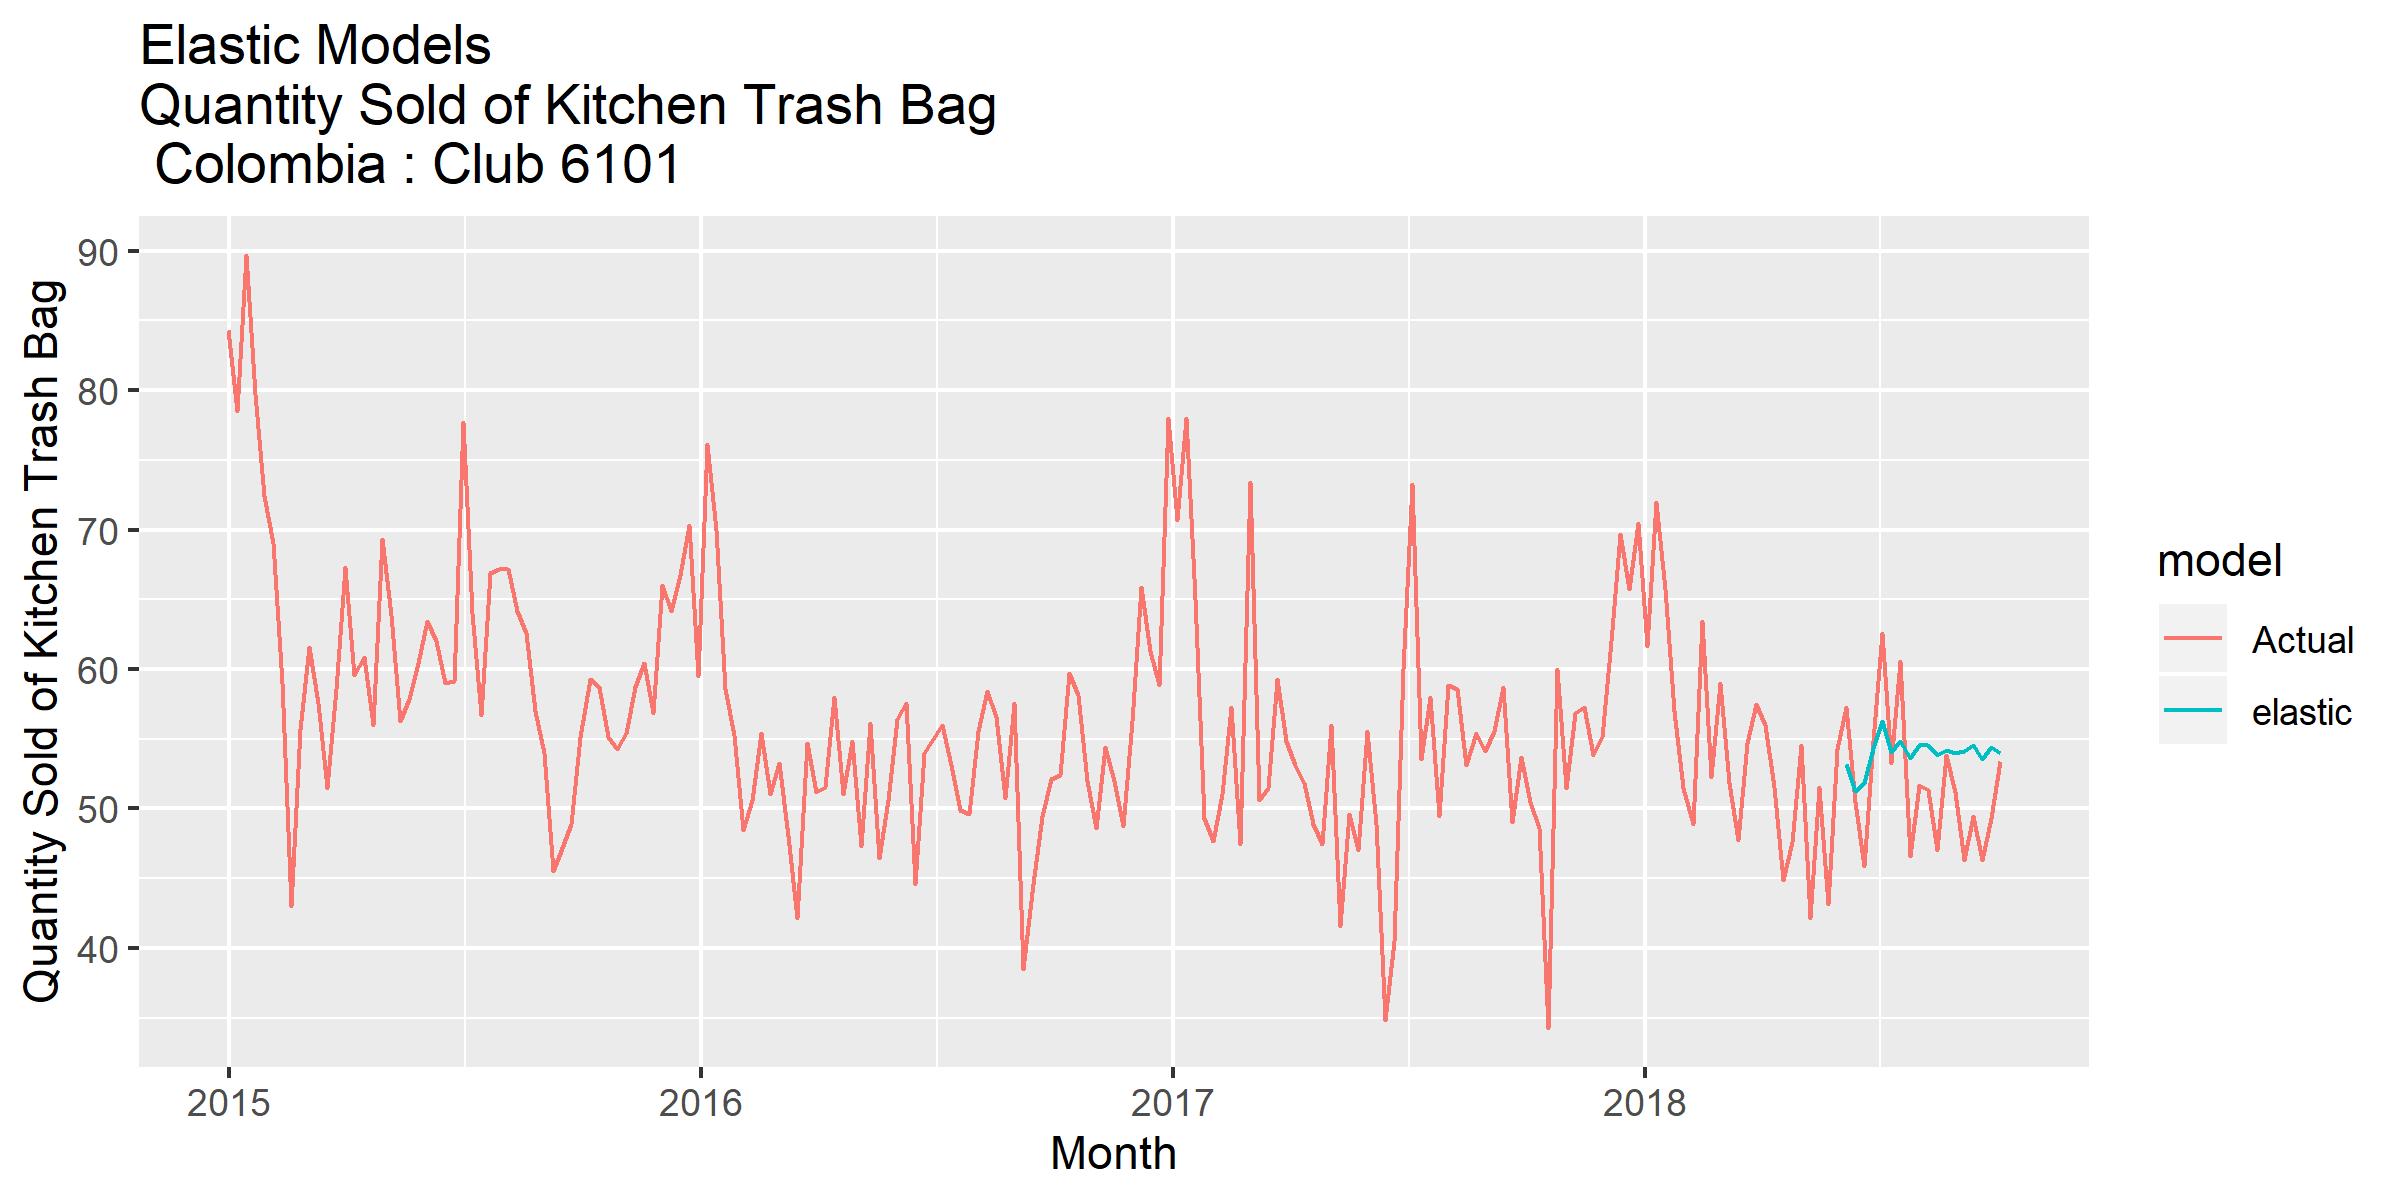 Elastic Models
Quantity Sold of Kitchen Trash Bag
Colombia : Club 6101
Quantity Sold of Kitchen Trash Bag
90
80
70
60
50
40
2015
2016
2017
2018
Month
model
Actual
elastic